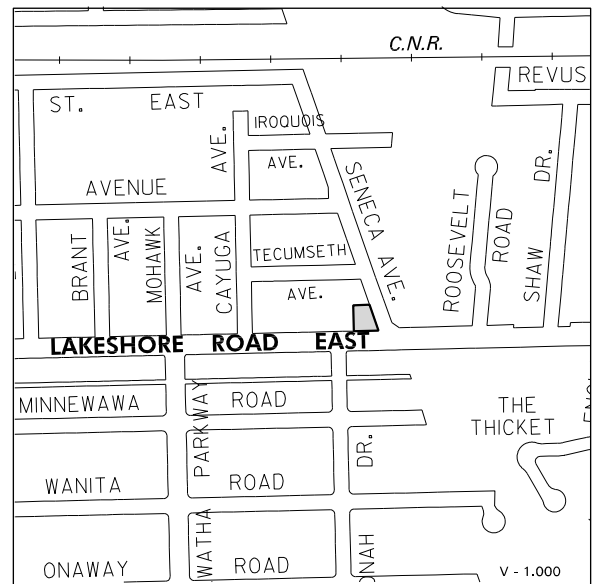 C.N.R.
REVUS
ST. EAST
IROQUOIS
AVE.
AVENUE
AVE.
SENECA AVE.
ROOSEVELT
ROAD
SHAW
DR.
BRANT
AVE.
MOHAWK
AVE.
CAYUGA
TECUMSETH
AVE.
LAKESHORE ROAD EAST
MINNEWAWA ROAD
PARKWAY
THE
THICKET
DR.
WANITA ROAD
WATHA
ONAWAY ROAD
ONAH
V - 1.000